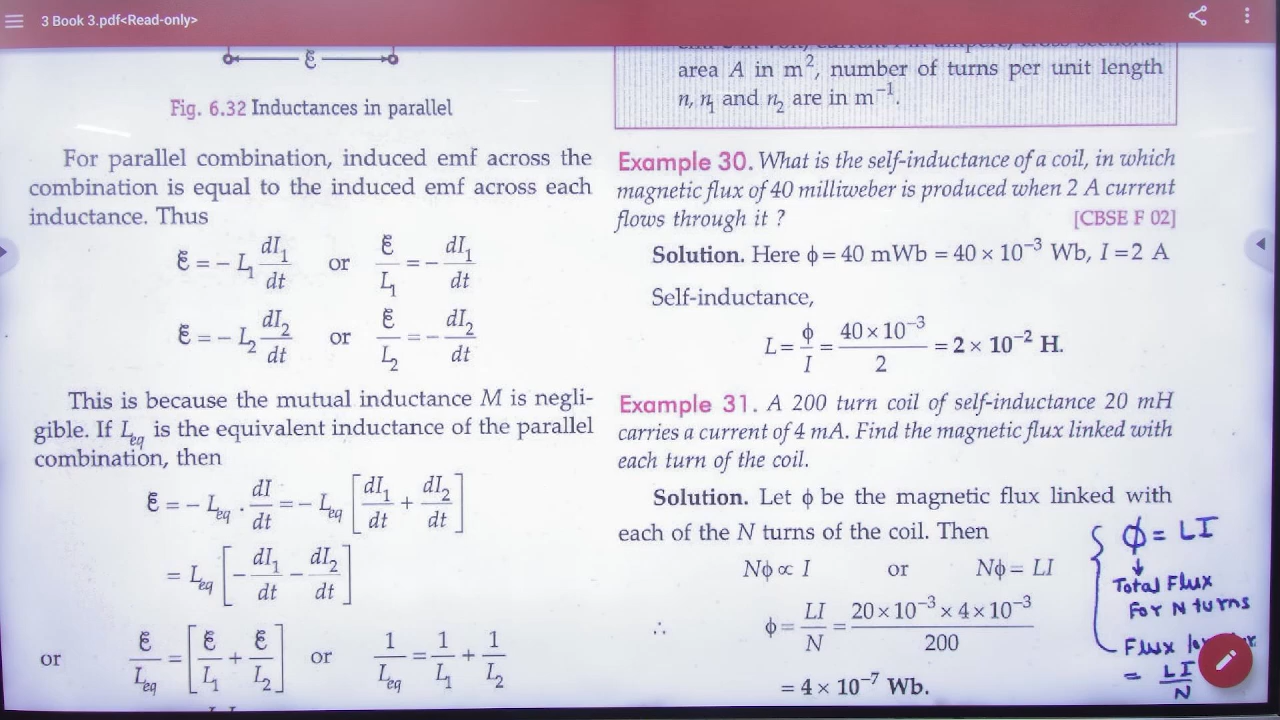 3 Book 3.pdf<Read-only>
ℰ
Fig. 6.32 Inductances in parallel
For parallel combination, induced emf across the
combination is equal to the induced emf across each
inductance. Thus
ℰ = − L₁ dI₁/dt or ℰ/L₁ = − dI₁/dt
ℰ = − L₂ dI₂/dt or ℰ/L₂ = − dI₂/dt
This is because the mutual inductance M is negli-
gible. If L_eq is the equivalent inductance of the parallel
combination, then
ℰ = − L_eq . dI/dt = − L_eq [dI₁/dt + dI₂/dt]
= L_eq [− dI₁/dt − dI₂/dt]
or ℰ/L_eq = [ℰ/L₁ + ℰ/L₂] or 1/L_eq = 1/L₁ + 1/L₂
area A in m², number of turns per unit length
n, n₁ and n₂ are in m⁻¹.
Example 30. What is the self-inductance of a coil, in which
magnetic flux of 40 milliweber is produced when 2 A current
flows through it ? [CBSE F 02]
Solution. Here ϕ = 40 mWb = 40 × 10⁻³ Wb, I = 2 A
Self-inductance,
L = ϕ/I = 40 × 10⁻³/2 = 2 × 10⁻² H.
Example 31. A 200 turn coil of self-inductance 20 mH
carries a current of 4 mA. Find the magnetic flux linked with
each turn of the coil.
Solution. Let ϕ be the magnetic flux linked with
each of the N turns of the coil. Then
Nϕ ∝ I or Nϕ = LI
∴ ϕ = LI/N = 20 × 10⁻³ × 4 × 10⁻³/200
= 4 × 10⁻⁷ Wb.
ϕ = LI
↓
Total Flux
For N turns
Flux
= LI/N